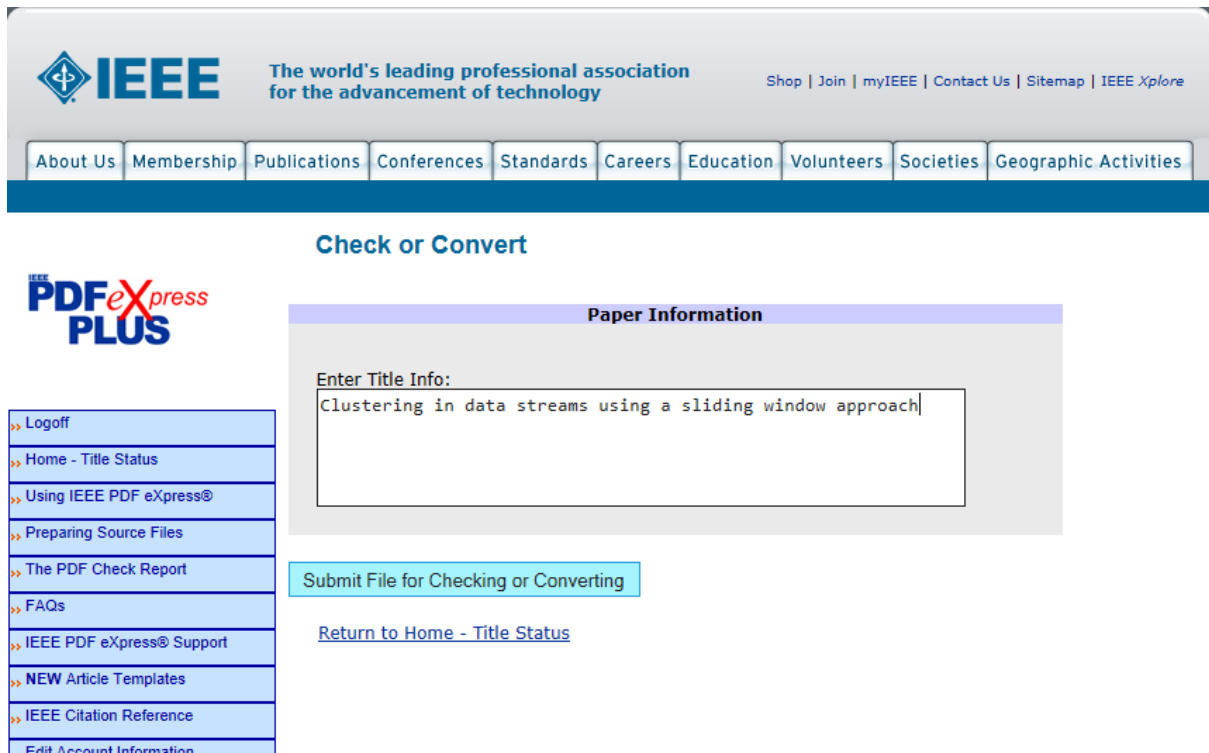 IEEE
The world's leading professional association
for the advancement of technology
Shop | Join | myIEEE | Contact Us | Sitemap | IEEE Xplore
About Us Membership Publications Conferences Standards Careers Education Volunteers Societies Geographic Activities
Check or Convert
IEEE
PDFeXpress
PLUS
Paper Information
Enter Title Info:
Clustering in data streams using a sliding window approach
Logoff
Home - Title Status
Using IEEE PDF eXpress®
Preparing Source Files
The PDF Check Report
FAQs
IEEE PDF eXpress® Support
NEW Article Templates
IEEE Citation Reference
Edit Account Information
Submit File for Checking or Converting
Return to Home - Title Status